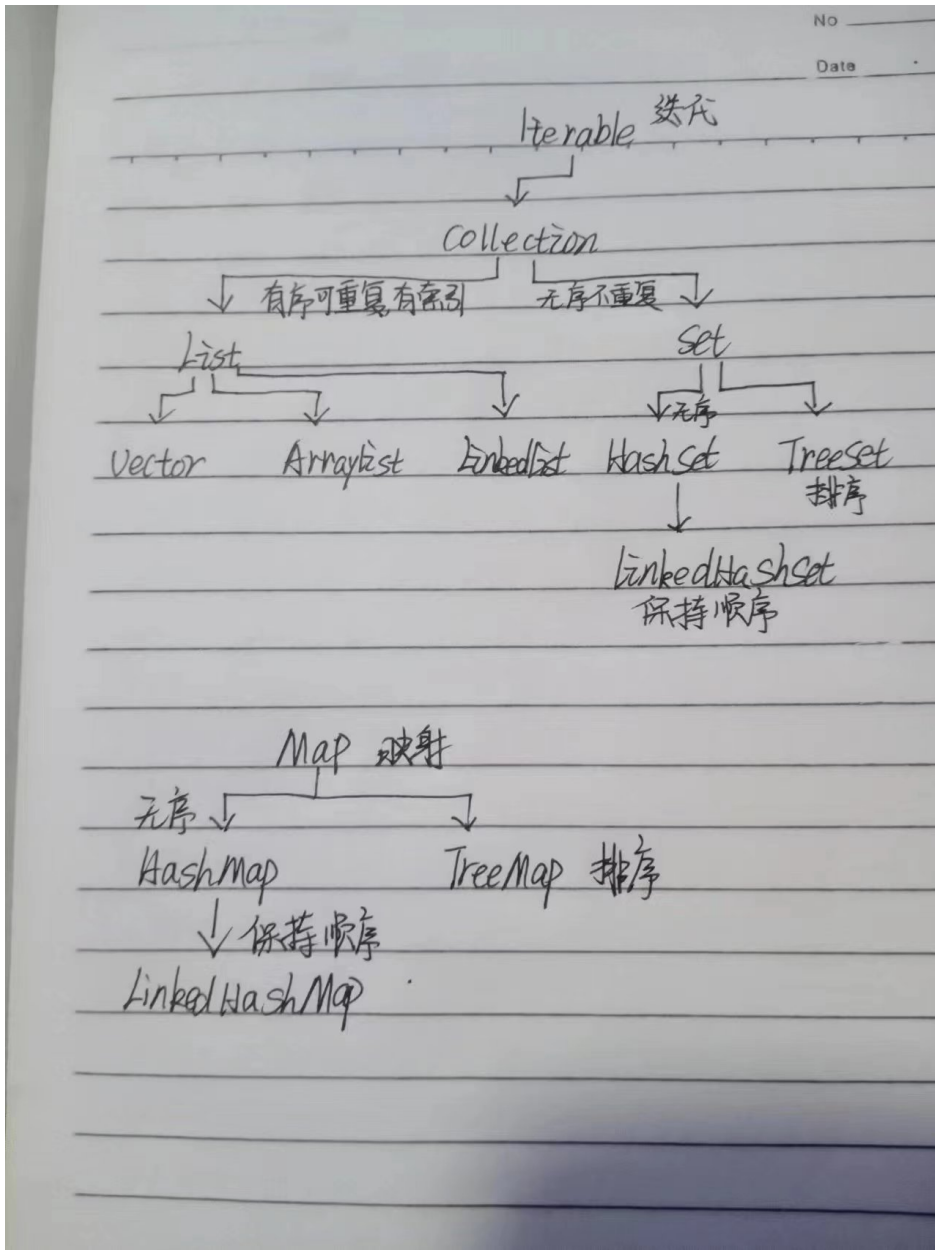 No
Date
Iterable 迭代
Collection
有序可重复,有索引 无序不重复
List Set
无序
Vector ArrayList LinkedList HashSet TreeSet
排序
LinkedHashSet
保持顺序
Map 映射
无序
HashMap TreeMap 排序
保持顺序
LinkedHashMap